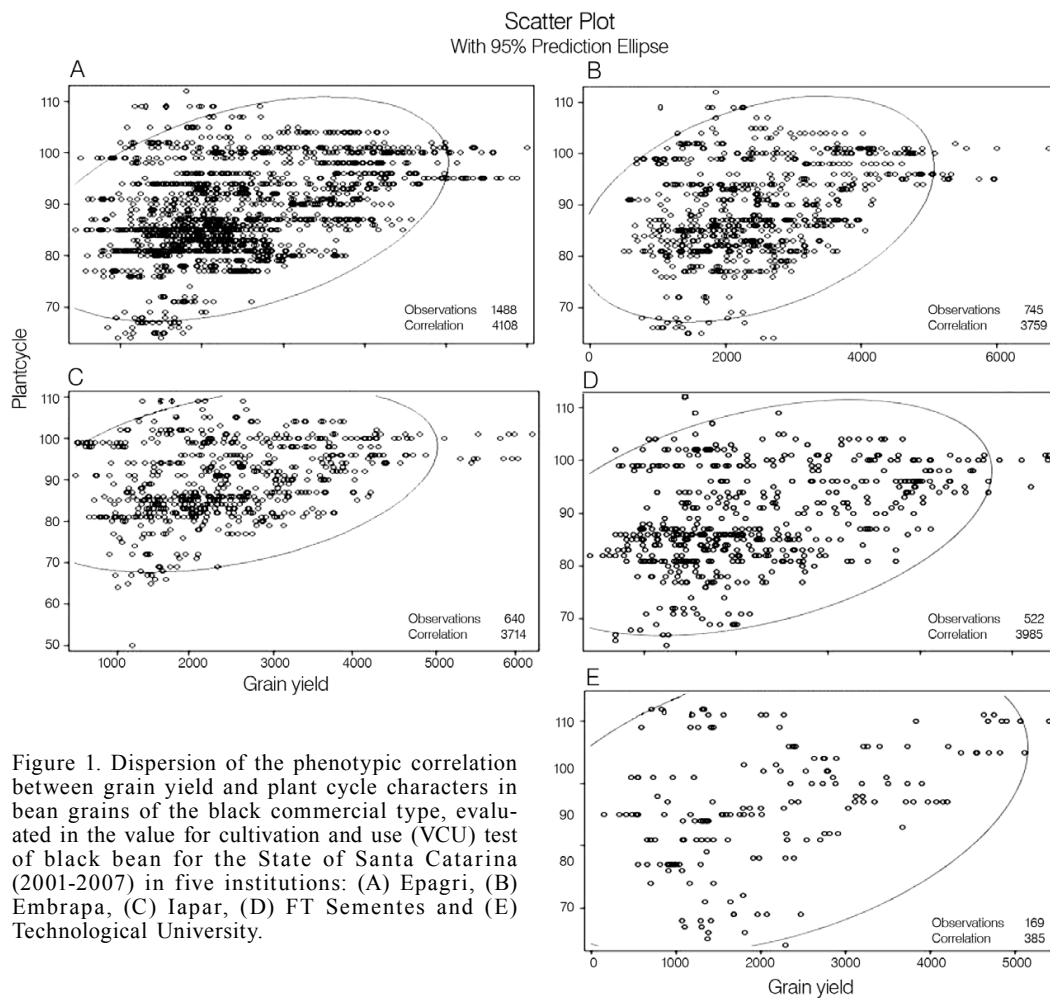 Scatter Plot
With 95% Prediction Ellipse
A
110
100
90
80
70
Observations 1488
Correlation 4108
B
Observations 745
Correlation 3759
0 2000 4000 6000
Plantcycle
C
110
100
90
80
70
60
50
Observations 640
Correlation 3714
1000 2000 3000 4000 5000 6000
Grain yield
D
110
100
90
80
70
Observations 522
Correlation 3985
E
110
100
90
80
70
Observations 169
Correlation 385
0 1000 2000 3000 4000 5000
Grain yield
Figure 1. Dispersion of the phenotypic correlation
between grain yield and plant cycle characters in
bean grains of the black commercial type, evalu-
ated in the value for cultivation and use (VCU) test
of black bean for the State of Santa Catarina
(2001-2007) in five institutions: (A) Epagri, (B)
Embrapa, (C) Iapar, (D) FT Sementes and (E)
Technological University.